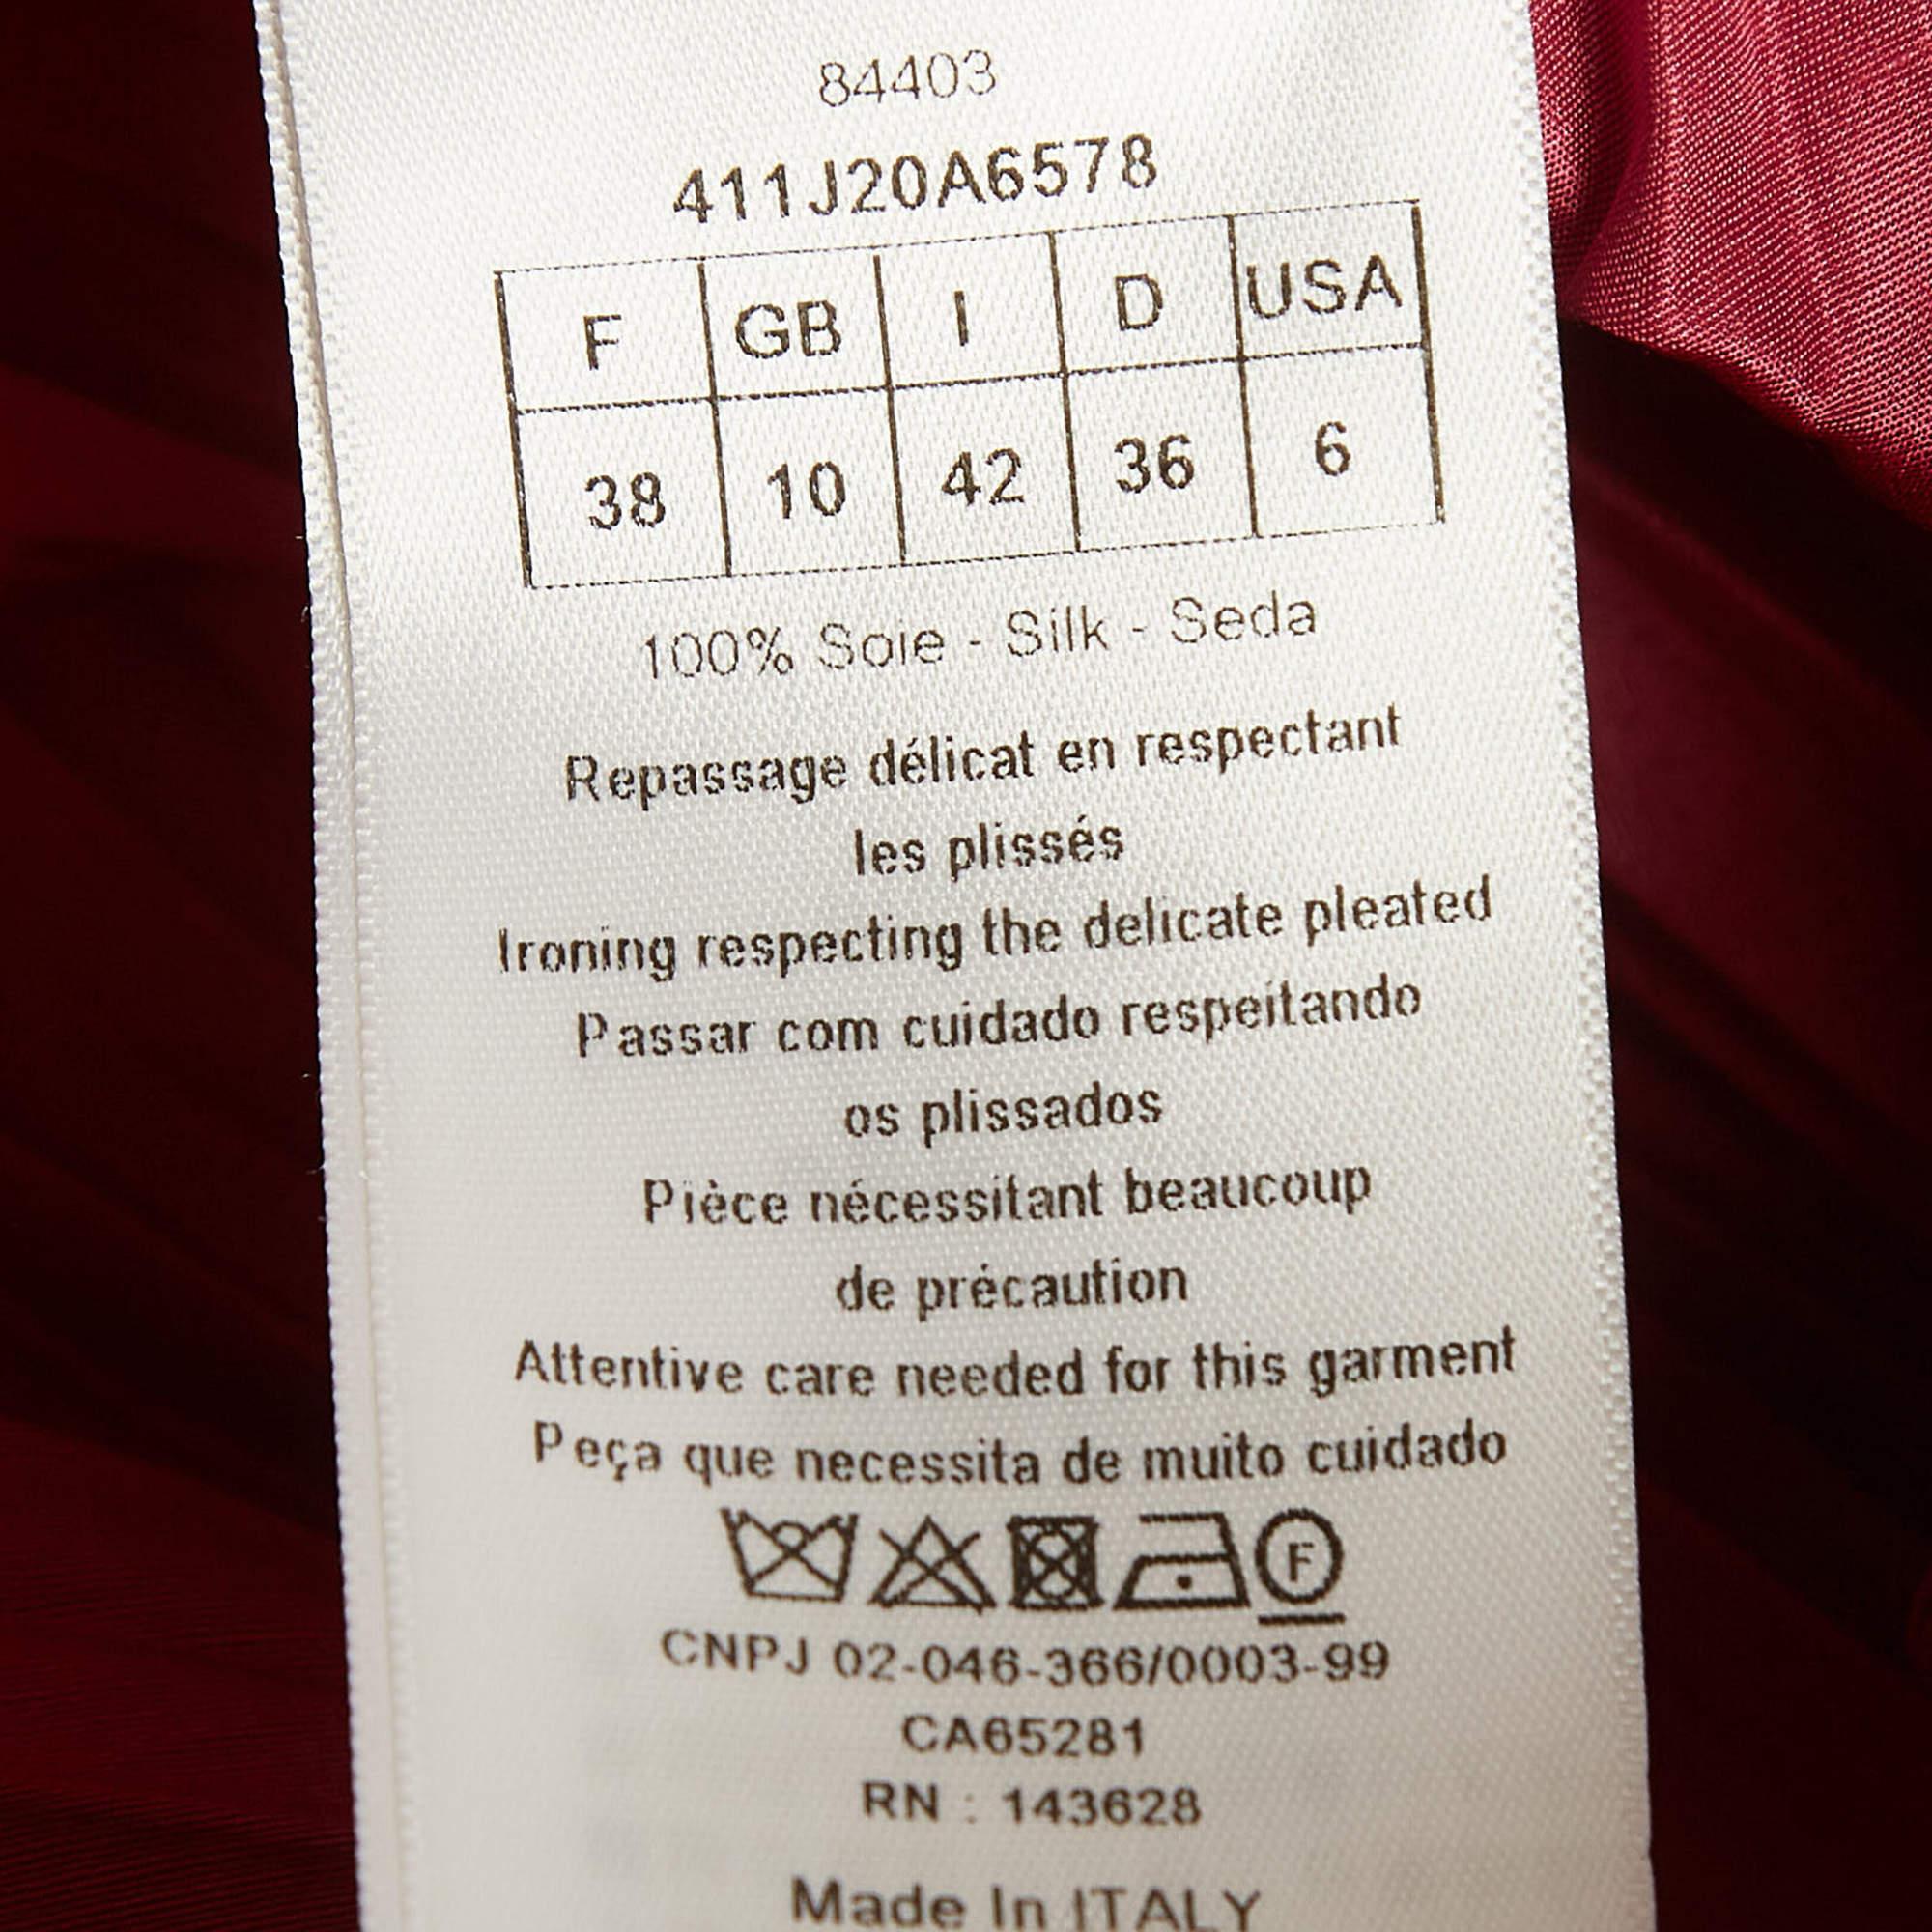 84403
411J20A6578
F GB I D USA
38 10 42 36 6
100% Soie - Silk - Seda
Repassage délicat en respectant
les plissés
Ironing respecting the delicate pleated
Passar com cuidado respeitando
os plissados
Pièce nécessitant beaucoup
de précaution
Attentive care needed for this garment
Peça que necessita de muito cuidado
F
CNPJ 02-046-366/0003-99
CA65281
RN : 143628
Made In ITALY